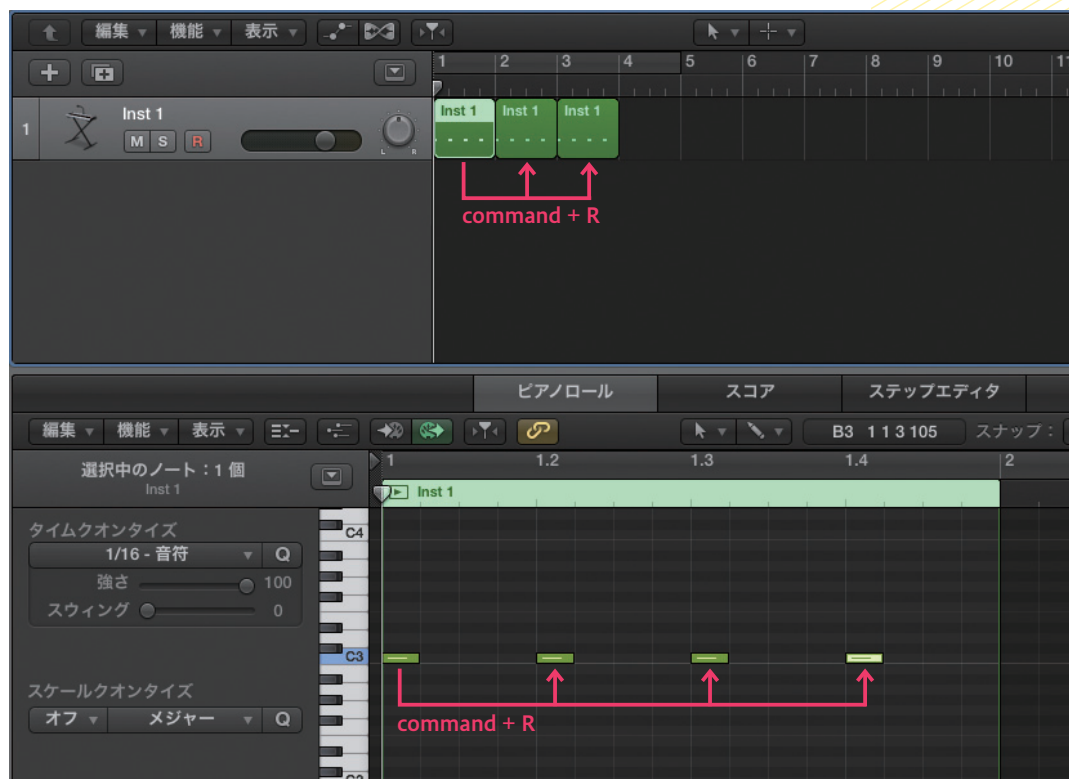 編集 機能 表示
1 2 3 4 5 6 7 8 9 10 11
1 Inst 1
M S R
L R
Inst 1 Inst 1 Inst 1
command + R
ピアノロール スコア ステップエディタ
編集 機能 表示 B3 1 1 3 105 スナップ:
選択中のノート:1 個
Inst 1
1 1.2 1.3 1.4 2
Inst 1
タイムクオンタイズ
1/16 - 音符 Q
強さ 100
スウィング 0
C4
C3
スケールクオンタイズ
オフ メジャー Q
command + R
C2